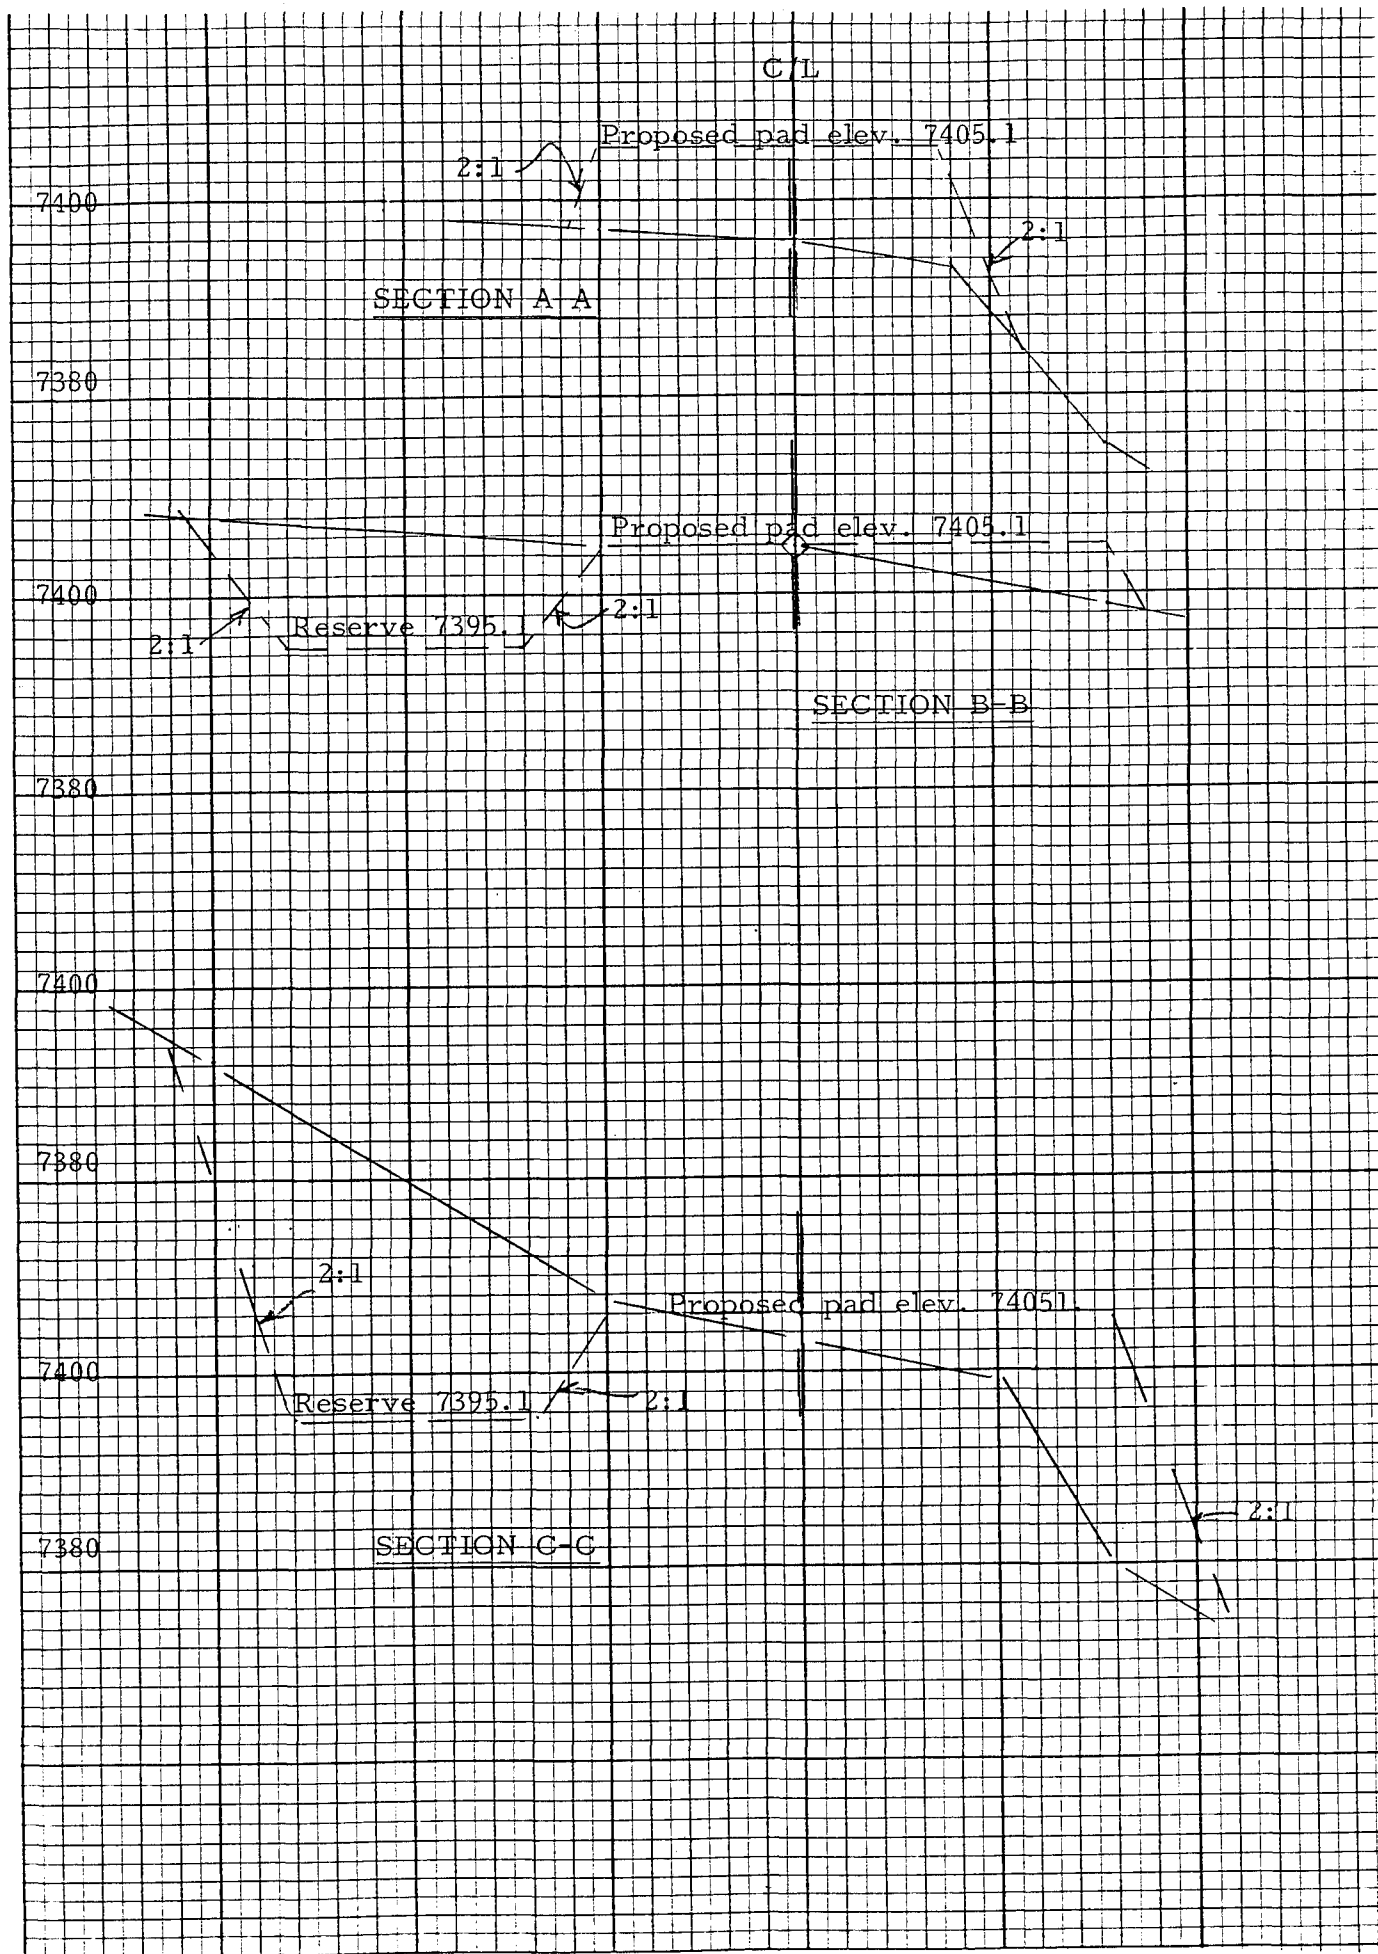 C/L
Proposed pad elev. 7405.1
2:1
7400
2:1
SECTION A-A
7380
Proposed pad elev. 7405.1
7400
2:1
Reserve 7395.1
2:1
SECTION B-B
7380
7400
7380
2:1
Proposed pad elev. 74051.
7400
Reserve 7395.1
2:1
2:1
7380
SECTION C-C